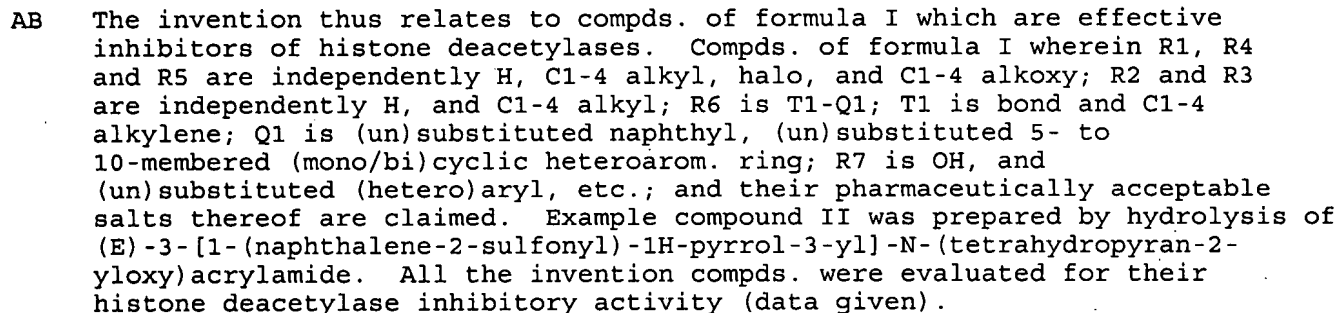 AB The invention thus relates to compds. of formula I which are effective
inhibitors of histone deacetylases. Compds. of formula I wherein R1, R4
and R5 are independently H, C1-4 alkyl, halo, and C1-4 alkoxy; R2 and R3
are independently H, and C1-4 alkyl; R6 is T1-Q1; T1 is bond and C1-4
alkylene; Q1 is (un)substituted naphthyl, (un)substituted 5- to
10-membered (mono/bi)cyclic heteroarom. ring; R7 is OH, and
(un)substituted (hetero)aryl, etc.; and their pharmaceutically acceptable
salts thereof are claimed. Example compound II was prepared by hydrolysis of
(E)-3-[1-(naphthalene-2-sulfonyl)-1H-pyrrol-3-yl]-N-(tetrahydropyran-2-
yloxy)acrylamide. All the invention compds. were evaluated for their
histone deacetylase inhibitory activity (data given).